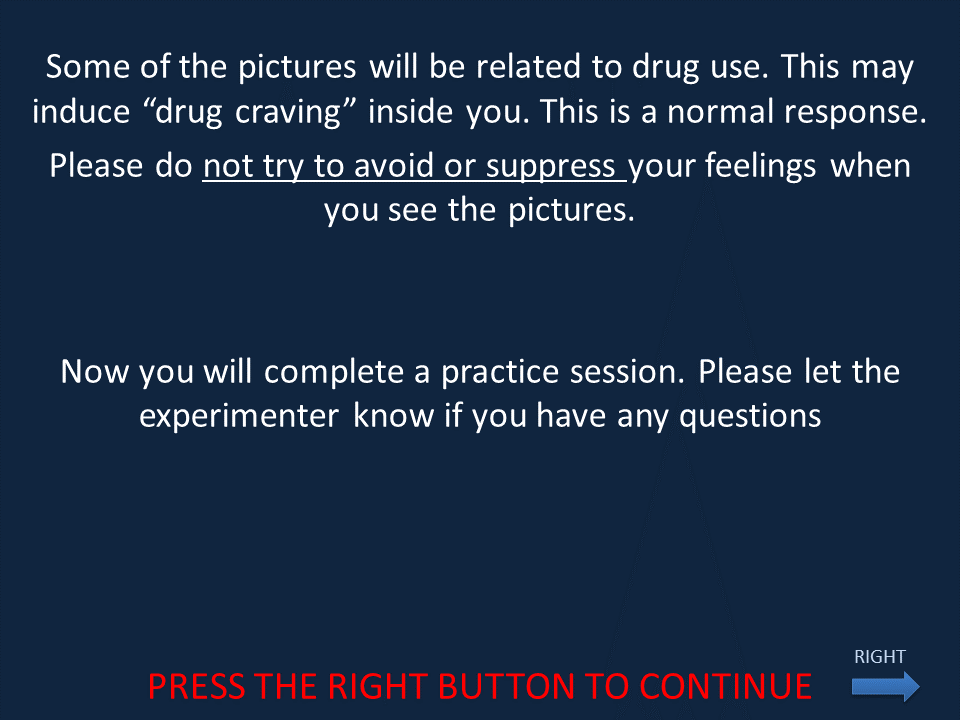 Some of the pictures will be related to drug use. This may
induce “drug craving” inside you. This is a normal response.
Please do not try to avoid or suppress your feelings when
you see the pictures.
Now you will complete a practice session. Please let the
experimenter know if you have any questions
RIGHT
PRESS THE RIGHT BUTTON TO CONTINUE